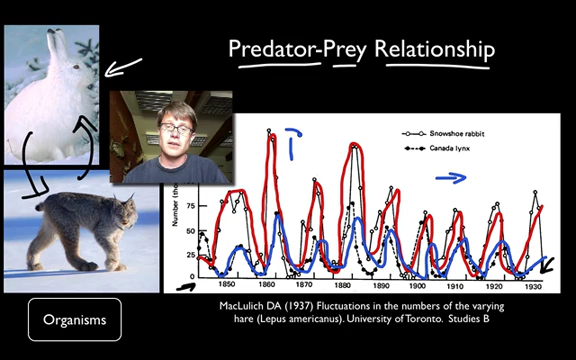 Predator-Prey Relationship
Snowshoe rabbit
Canada lynx
Number (tho
75
50
25
0
1850
1860
1870
1880
1890
1900
1910
1920
1930
MacLulich DA (1937) Fluctuations in the numbers of the varying
hare (Lepus americanus). University of Toronto. Studies B
Organisms